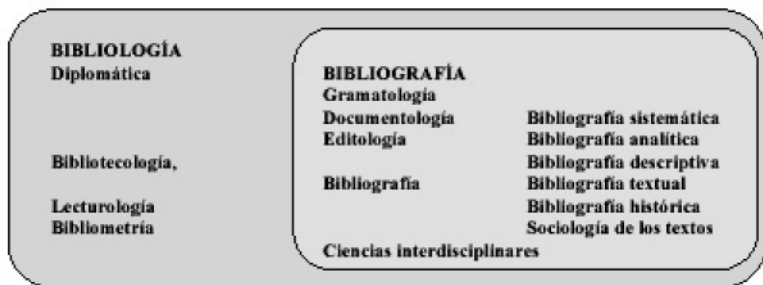 BIBLIOLOGÍA
Diplomática
Bibliotecología,
Lecturología
Bibliometría
BIBLIOGRAFÍA
Gramatología
Documentología
Editología
Bibliografía
Ciencias interdisciplinares
Bibliografía sistemática
Bibliografía analítica
Bibliografía descriptiva
Bibliografía textual
Bibliografía histórica
Sociología de los textos